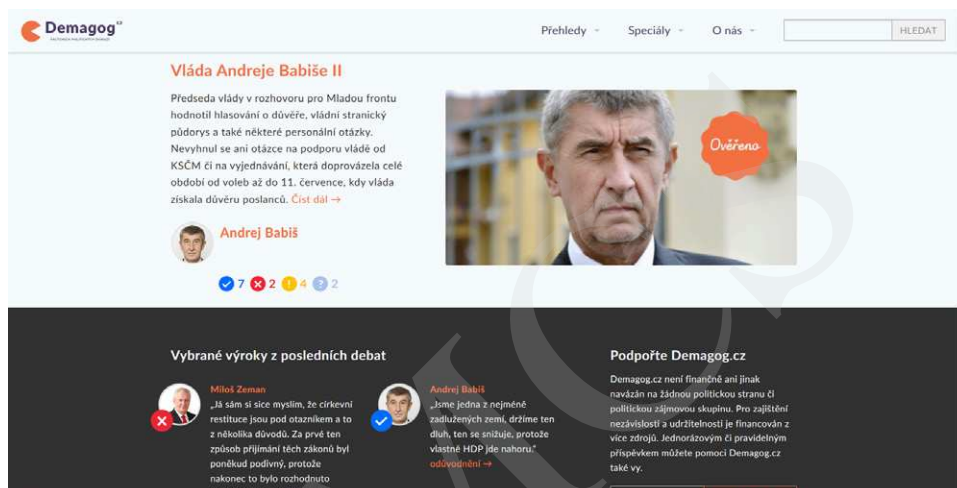 Demagog.cz
Přehledy
Speciály
O nás
HLEDAT
Vláda Andreje Babiše II
Předseda vlády v rozhovoru pro Mladou frontu
hodnotil hlasování o důvěře, vládní stranický
půdorys a také některé personální otázky.
Nevyhnul se ani otázce na podporu vládě od
KSČM či na vyjednávání, která doprovázela celé
období od voleb až do 11. července, kdy vláda
získala důvěru poslanců. Číst dál →
Ověřeno
Andrej Babiš
7 2 4 2
Vybrané výroky z posledních debat
Miloš Zeman
„Já sám si sice myslím, že církevní
restituce jsou pod otazníkem a to
z několika důvodů. Za prvé ten
způsob přijímání těch zákonů byl
poněkud podivný, protože
nakonec to bylo rozhodnuto
Andrej Babiš
„Jsme jedna z nejméně
zadlužených zemí, držíme ten
dluh, ten se snižuje, protože
vlastně HDP jde nahoru."
odůvodnění →
Podpořte Demagog.cz
Demagog.cz není finančně ani jinak
navázán na žádnou politickou stranu či
politickou zájmovou skupinu. Pro zajištění
nezávislosti a udržitelnosti je financován z
více zdrojů. Jednorázovým či pravidelným
příspěvkem můžete pomoci Demagog.cz
také vy.